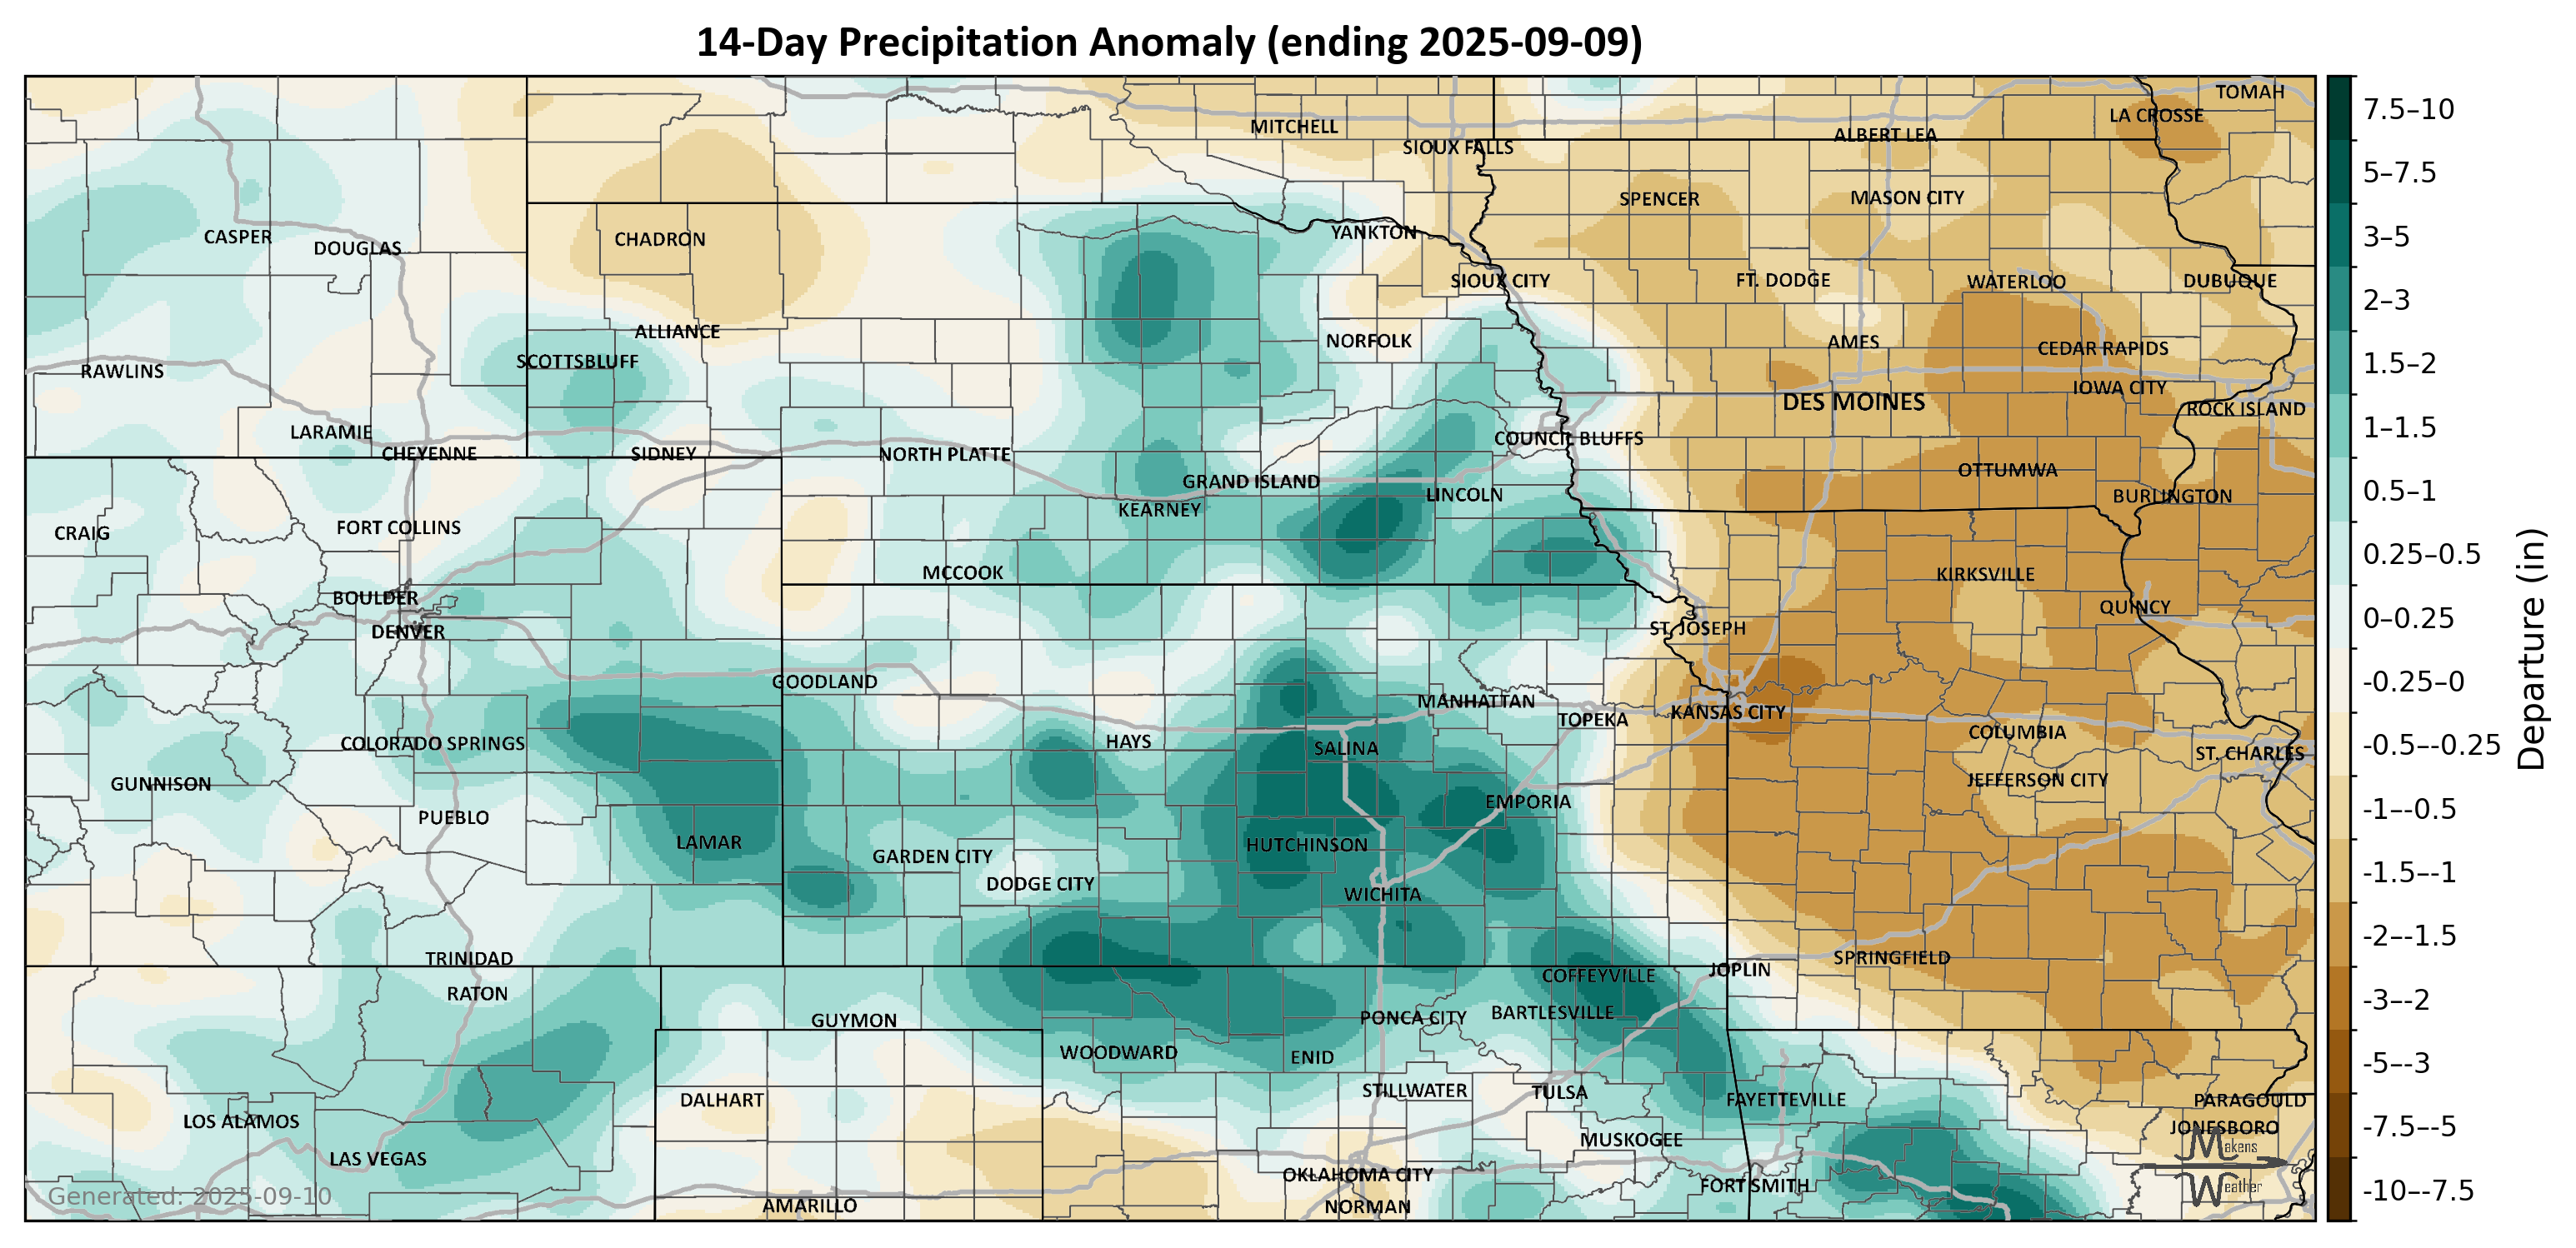 14-Day Precipitation Anomaly (ending 2025-09-09)
TOMAH
LA CROSSE
MITCHELL
ALBERT LEA
SIOUX FALLS
SPENCER
MASON CITY
YANKTON
CASPER
CHADRON
DOUGLAS
SIOUX CITY
FT. DODGE
WATERLOO
DUBUQUE
ALLIANCE
NORFOLK
AMES
CEDAR RAPIDS
SCOTTSBLUFF
RAWLINS
IOWA CITY
DES MOINES
ROCK ISLAND
LARAMIE
COUNCIL BLUFFS
CHEYENNE
SIDNEY
NORTH PLATTE
OTTUMWA
GRAND ISLAND
LINCOLN
BURLINGTON
KEARNEY
CRAIG
FORT COLLINS
MCCOOK
KIRKSVILLE
BOULDER
QUINCY
DENVER
ST. JOSEPH
GOODLAND
MANHATTAN
KANSAS CITY
TOPEKA
COLUMBIA
COLORADO SPRINGS
HAYS
SALINA
ST. CHARLES
GUNNISON
JEFFERSON CITY
EMPORIA
PUEBLO
LAMAR
HUTCHINSON
GARDEN CITY
DODGE CITY
WICHITA
TRINIDAD
SPRINGFIELD
JOPLIN
COFFEYVILLE
RATON
BARTLESVILLE
GUYMON
PONCA CITY
WOODWARD
ENID
STILLWATER
TULSA
DALHART
FAYETTEVILLE
PARAGOULD
LOS ALAMOS
JONESBORO
MUSKOGEE
LAS VEGAS
OKLAHOMA CITY
FORT SMITH
AMARILLO
NORMAN
Makens
Weather
Generated: 2025-09-10
7.5–10
5–7.5
3–5
2–3
1.5–2
1–1.5
0.5–1
0.25–0.5
0–0.25
-0.25–0
-0.5–-0.25
-1–-0.5
-1.5–-1
-2–-1.5
-3–-2
-5–-3
-7.5–-5
-10–-7.5
Departure (in)